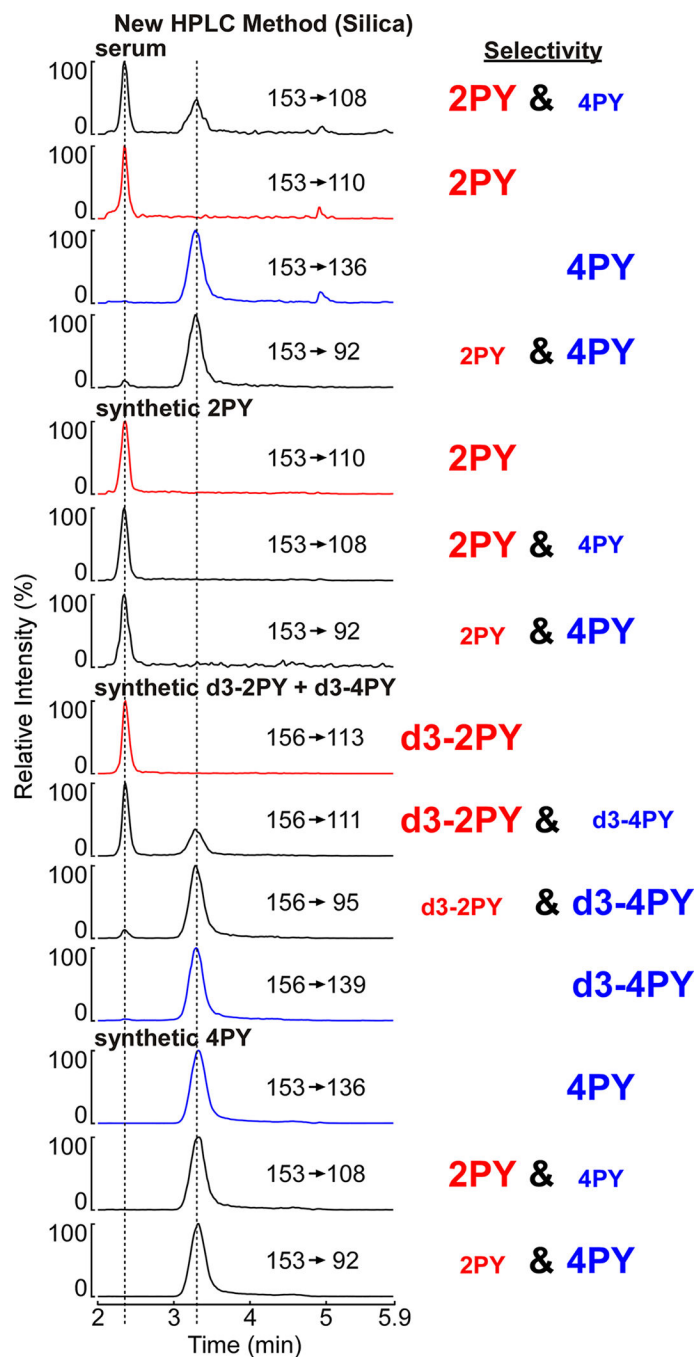 New HPLC Method (Silica)
serum
Selectivity
100
0
153→108
2PY & 4PY
100
0
153→110
2PY
100
0
153→136
4PY
100
0
153→ 92
2PY & 4PY
synthetic 2PY
100
0
153→110
2PY
100
0
153→108
2PY & 4PY
100
0
153→ 92
2PY & 4PY
synthetic d3-2PY + d3-4PY
100
0
156→113
d3-2PY
100
0
156→111
d3-2PY & d3-4PY
100
0
156→ 95
d3-2PY & d3-4PY
100
0
156→139
d3-4PY
synthetic 4PY
100
0
153→136
4PY
100
0
153→108
2PY & 4PY
100
0
153→ 92
2PY & 4PY
2 3 4 5 5.9
Time (min)
Relative Intensity (%)